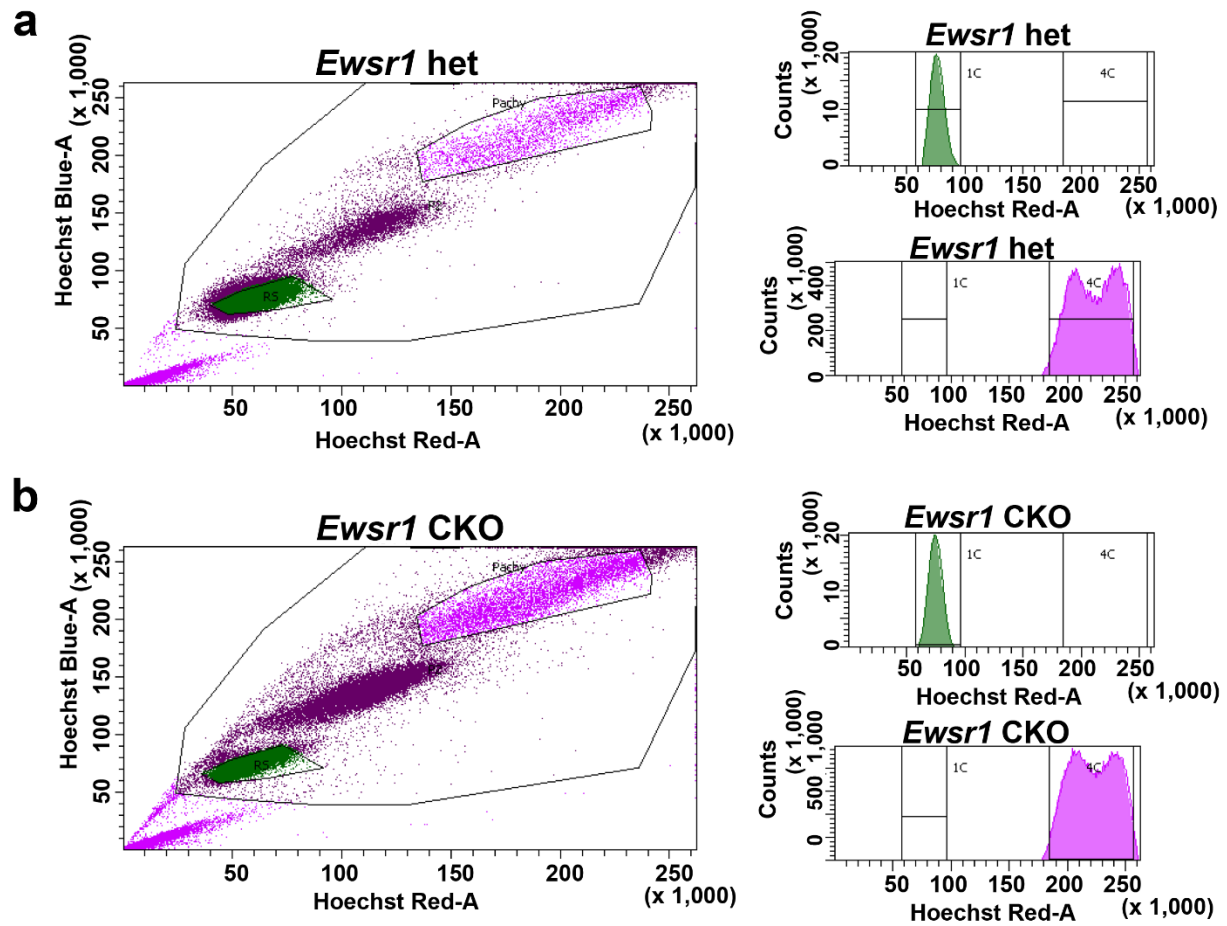 a
Ewsr1 het
Hoechst Blue-A (x 1,000)
250
200
150
100
50
Pachy
RS
50 100 150 200 250
Hoechst Red-A (x 1,000)
Ewsr1 het
Counts (x 1,000)
20
10
0
1C 4C
50 100 150 200 250
Hoechst Red-A (x 1,000)
Ewsr1 het
Counts (x 1,000)
400
200
0
1C 4C
50 100 150 200 250
Hoechst Red-A (x 1,000)
b
Ewsr1 CKO
Hoechst Blue-A (x 1,000)
250
200
150
100
50
Pachy
RS
50 100 150 200 250
Hoechst Red-A (x 1,000)
Ewsr1 CKO
Counts (x 1,000)
20
10
0
1C 4C
50 100 150 200 250
Hoechst Red-A (x 1,000)
Ewsr1 CKO
Counts (x 1,000)
1,000
500
0
1C 4C
50 100 150 200 250
Hoechst Red-A (x 1,000)